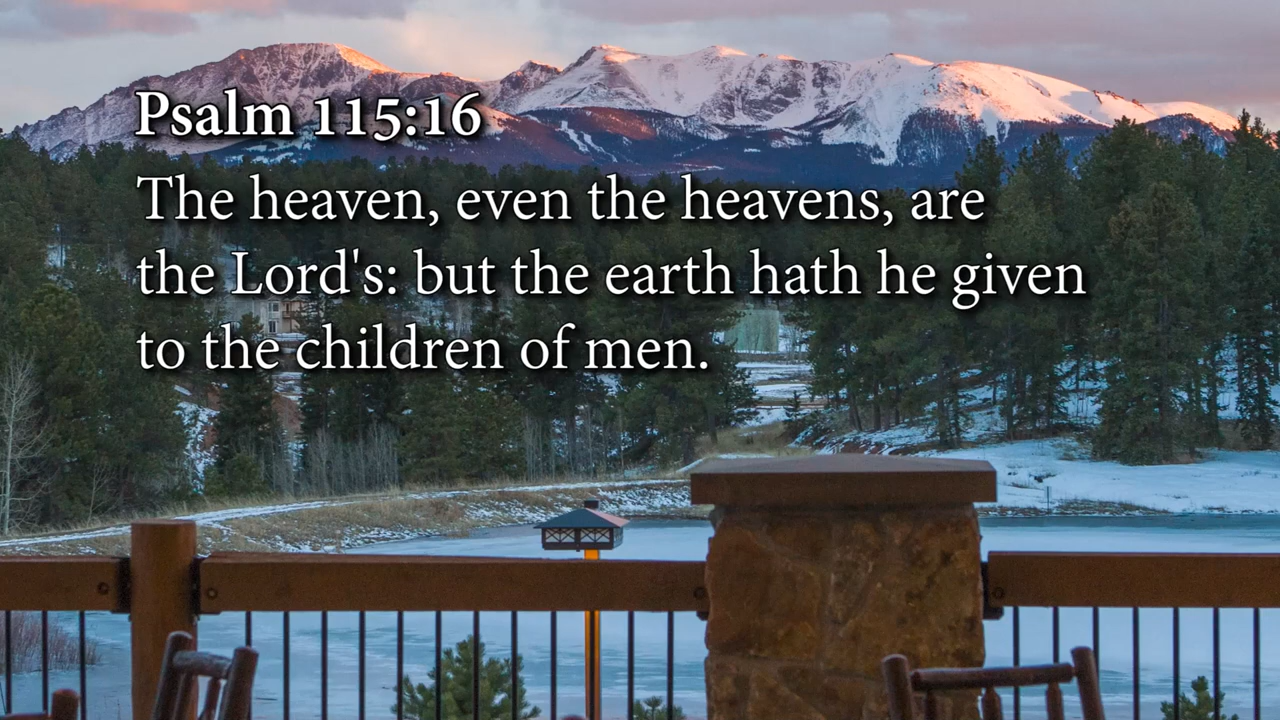 Psalm 115:16
The heaven, even the heavens, are
the Lord's: but the earth hath he given
to the children of men.